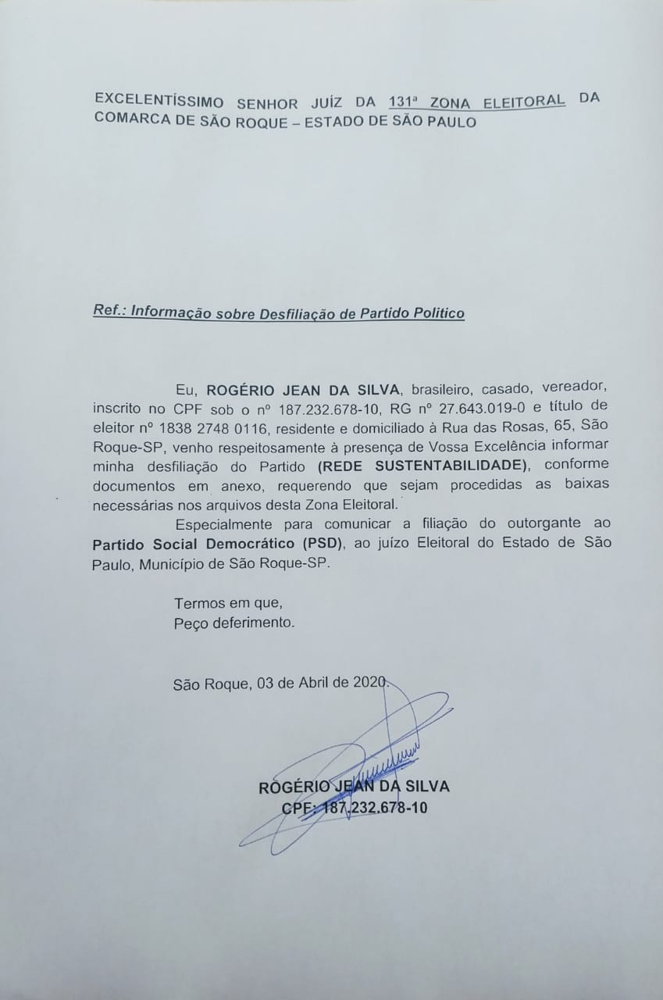 EXCELENTÍSSIMO SENHOR JUÍZ DA 131ª ZONA ELEITORAL DA
COMARCA DE SÃO ROQUE – ESTADO DE SÃO PAULO
Ref.: Informação sobre Desfiliação de Partido Politico
Eu, ROGÉRIO JEAN DA SILVA, brasileiro, casado, vereador,
inscrito no CPF sob o nº 187.232.678-10, RG nº 27.643.019-0 e título de
eleitor nº 1838 2748 0116, residente e domiciliado à Rua das Rosas, 65, São
Roque-SP, venho respeitosamente à presença de Vossa Excelência informar
minha desfiliação do Partido (REDE SUSTENTABILIDADE), conforme
documentos em anexo, requerendo que sejam procedidas as baixas
necessárias nos arquivos desta Zona Eleitoral.
Especialmente para comunicar a filiação do outorgante ao
Partido Social Democrático (PSD), ao juízo Eleitoral do Estado de São
Paulo, Município de São Roque-SP.
Termos em que,
Peço deferimento.
São Roque, 03 de Abril de 2020.
ROGÉRIO JEAN DA SILVA
CPF: 187.232.678-10